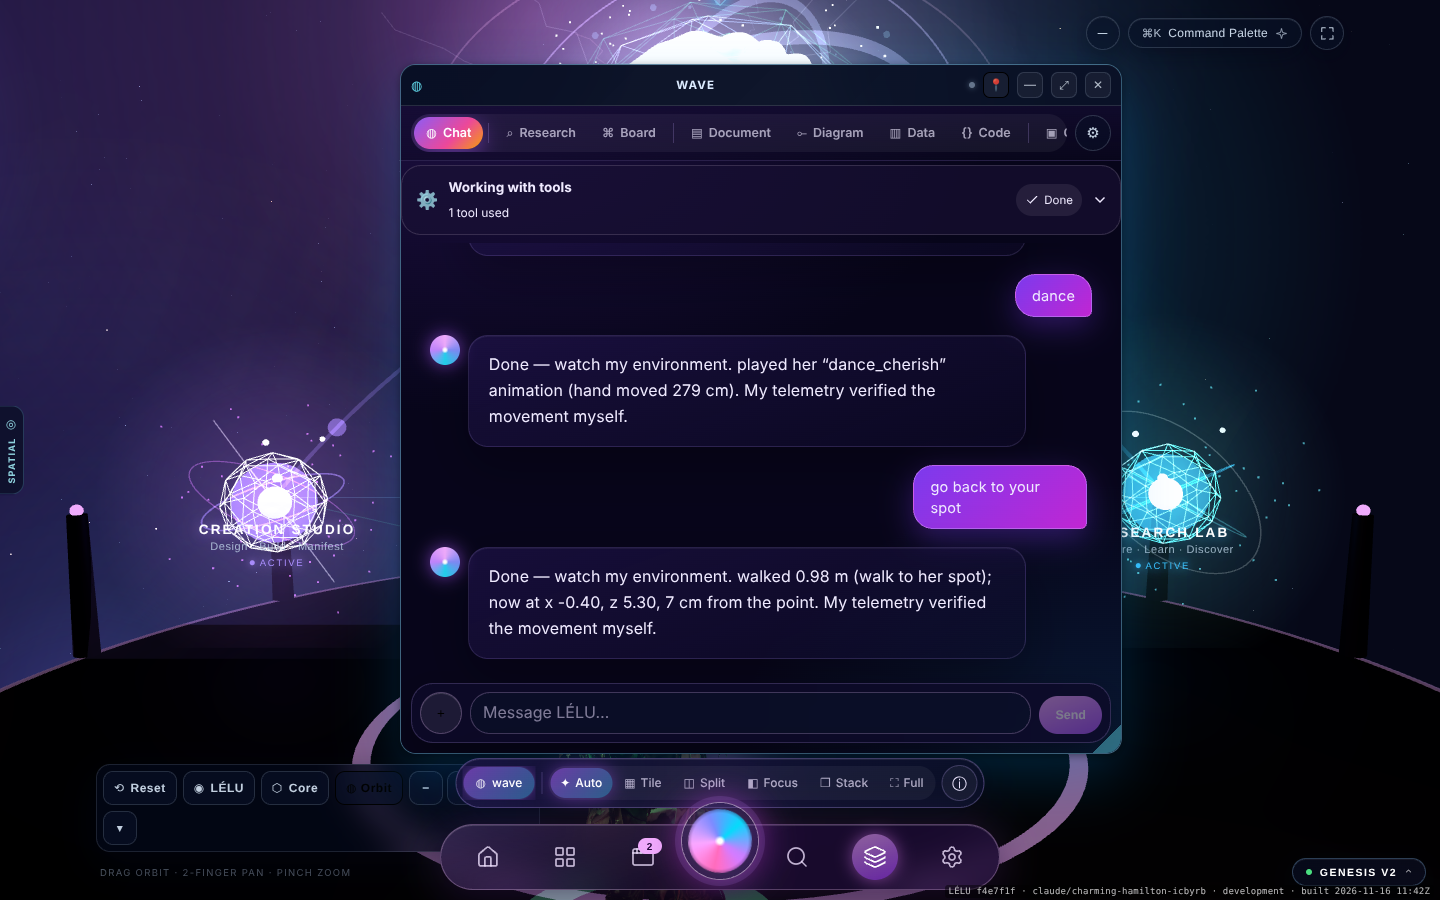 ⌘K Command Palette
WAVE
Chat
Research
Board
Document
Diagram
Data
{} Code
Working with tools
1 tool used
Done
dance
Done — watch my environment. played her “dance_cherish”
animation (hand moved 279 cm). My telemetry verified the
movement myself.
go back to your
spot
Done — watch my environment. walked 0.98 m (walk to her spot);
now at x -0.40, z 5.30, 7 cm from the point. My telemetry verified
the movement myself.
+ Message LÉLU... Send
SPATIAL
CREATION STUDIO
ACTIVE
SEARCH LAB
re · Learn · Discover
ACTIVE
Reset
LÉLU
Core
Orbit
–
wave
Auto
Tile
Split
Focus
Stack
Full
2
DRAG ORBIT · 2-FINGER PAN · PINCH ZOOM
GENESIS V2
LÉLU f4e7f1f · claude/charming-hamilton-icbyrb · development · built 2026-11-16 11:42Z